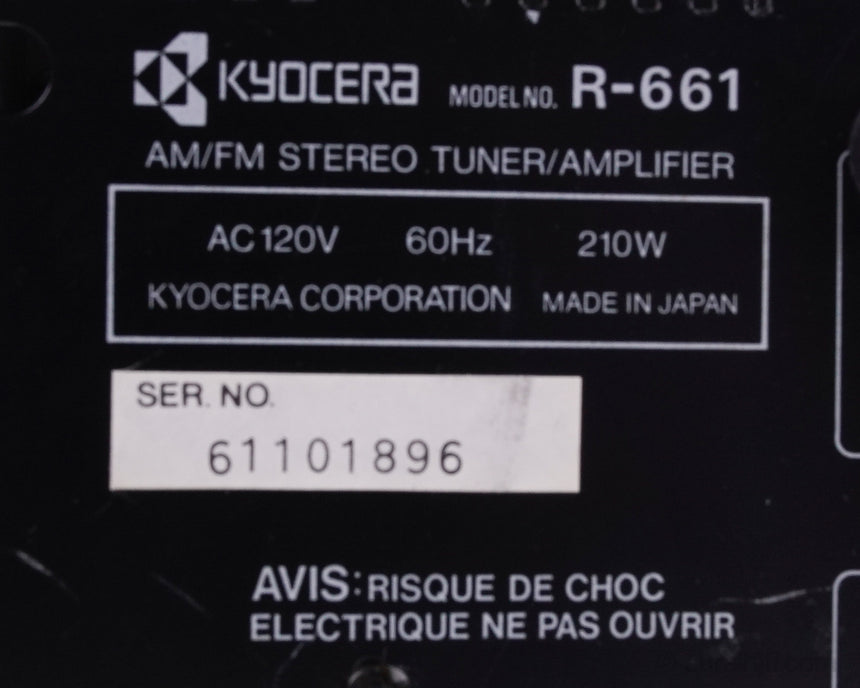 KYOCERA MODEL NO. R-661
AM/FM STEREO TUNER/AMPLIFIER
AC 120V 60Hz 210W
KYOCERA CORPORATION MADE IN JAPAN
SER. NO.
61101896
AVIS: RISQUE DE CHOC
ELECTRIQUE NE PAS OUVRIR